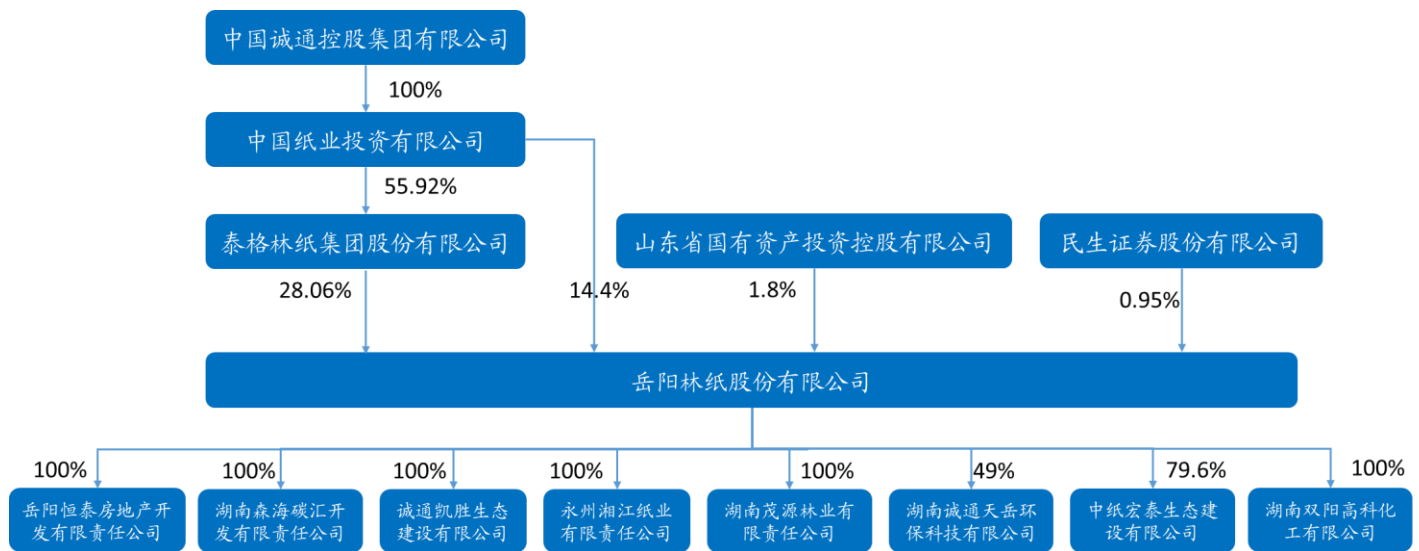 中国诚通控股集团有限公司
100%
中国纸业投资有限公司
55.92%
泰格林纸集团股份有限公司
山东省国有资产投资控股有限公司
民生证券股份有限公司
28.06%
14.4%
1.8%
0.95%
岳阳林纸股份有限公司
100%
100%
100%
100%
100%
49%
79.6%
100%
岳阳恒泰房地产开
发有限责任公司
湖南森海碳汇开
发有限责任公司
诚通凯胜生态
建设有限公司
永州湘江纸业
有限责任公司
湖南茂源林业有
限责任公司
湖南诚通天岳环
保科技有限公司
中纸宏泰生态建
设有限公司
湖南双阳高科化
工有限公司